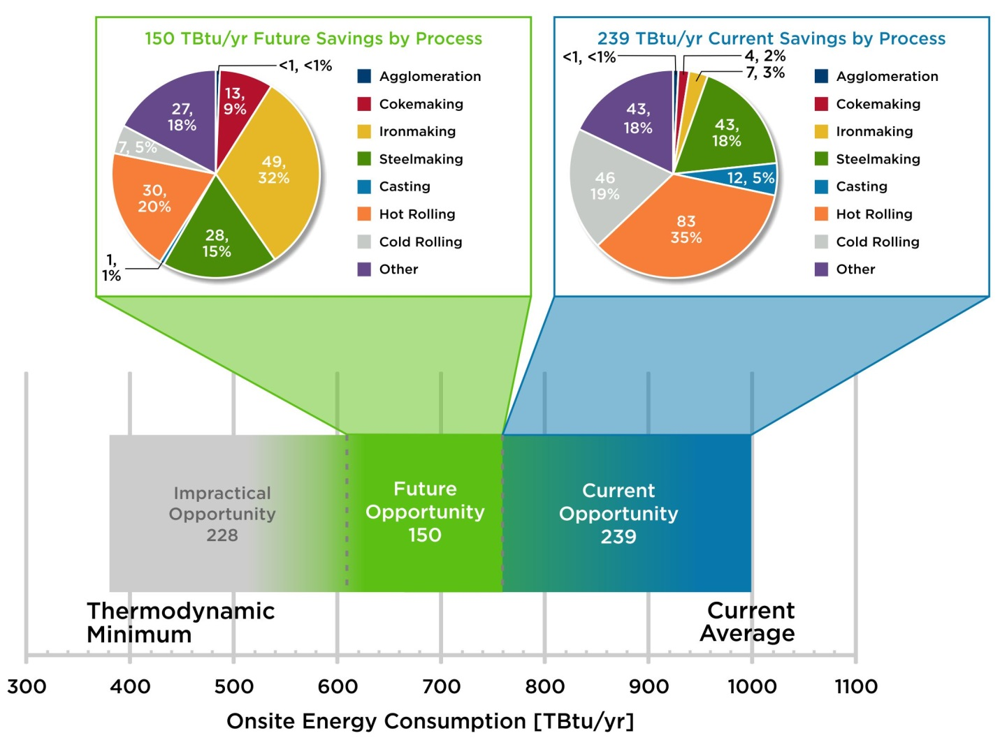 150 TBtu/yr Future Savings by Process
<1, <1%
13,
9%
49,
32%
28,
15%
1,
1%
30,
20%
7, 5%
27,
18%
Agglomeration
Cokemaking
Ironmaking
Steelmaking
Casting
Hot Rolling
Cold Rolling
Other
239 TBtu/yr Current Savings by Process
<1, <1%
4, 2%
7, 3%
43,
18%
12, 5%
83
35%
46
19%
43,
18%
Agglomeration
Cokemaking
Ironmaking
Steelmaking
Casting
Hot Rolling
Cold Rolling
Other
Impractical
Opportunity
228
Future
Opportunity
150
Current
Opportunity
239
Thermodynamic
Minimum
Current
Average
300 400 500 600 700 800 900 1000 1100
Onsite Energy Consumption [TBtu/yr]